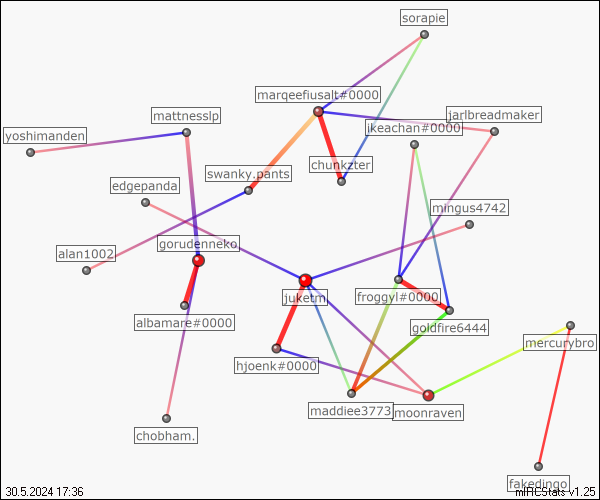 sorapie
marqeefiusalt#0000
mattnesslp
jarlbreadmaker
ikeachan#0000
yoshimanden
chunkzter
swanky.pants
edgepanda
mingus4742
gorudenneko.
alan1002
juketm
froggyl#0000
albamare#0000
goldfire6444
mercurybro
hjoenk#0000
maddiee3773
moonraven
chobham.
fakedingo
30.5.2024 17:36
mIRCStats v1.25